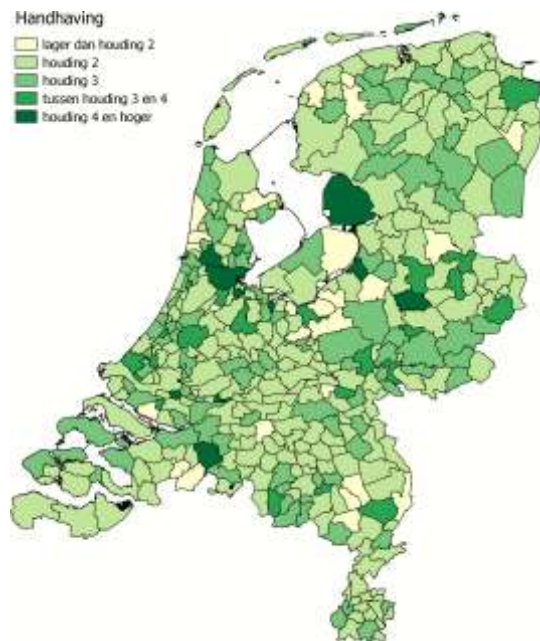 Handhaving
lager dan houding 2
houding 2
houding 3
tussen houding 3 en 4
houding 4 en hoger